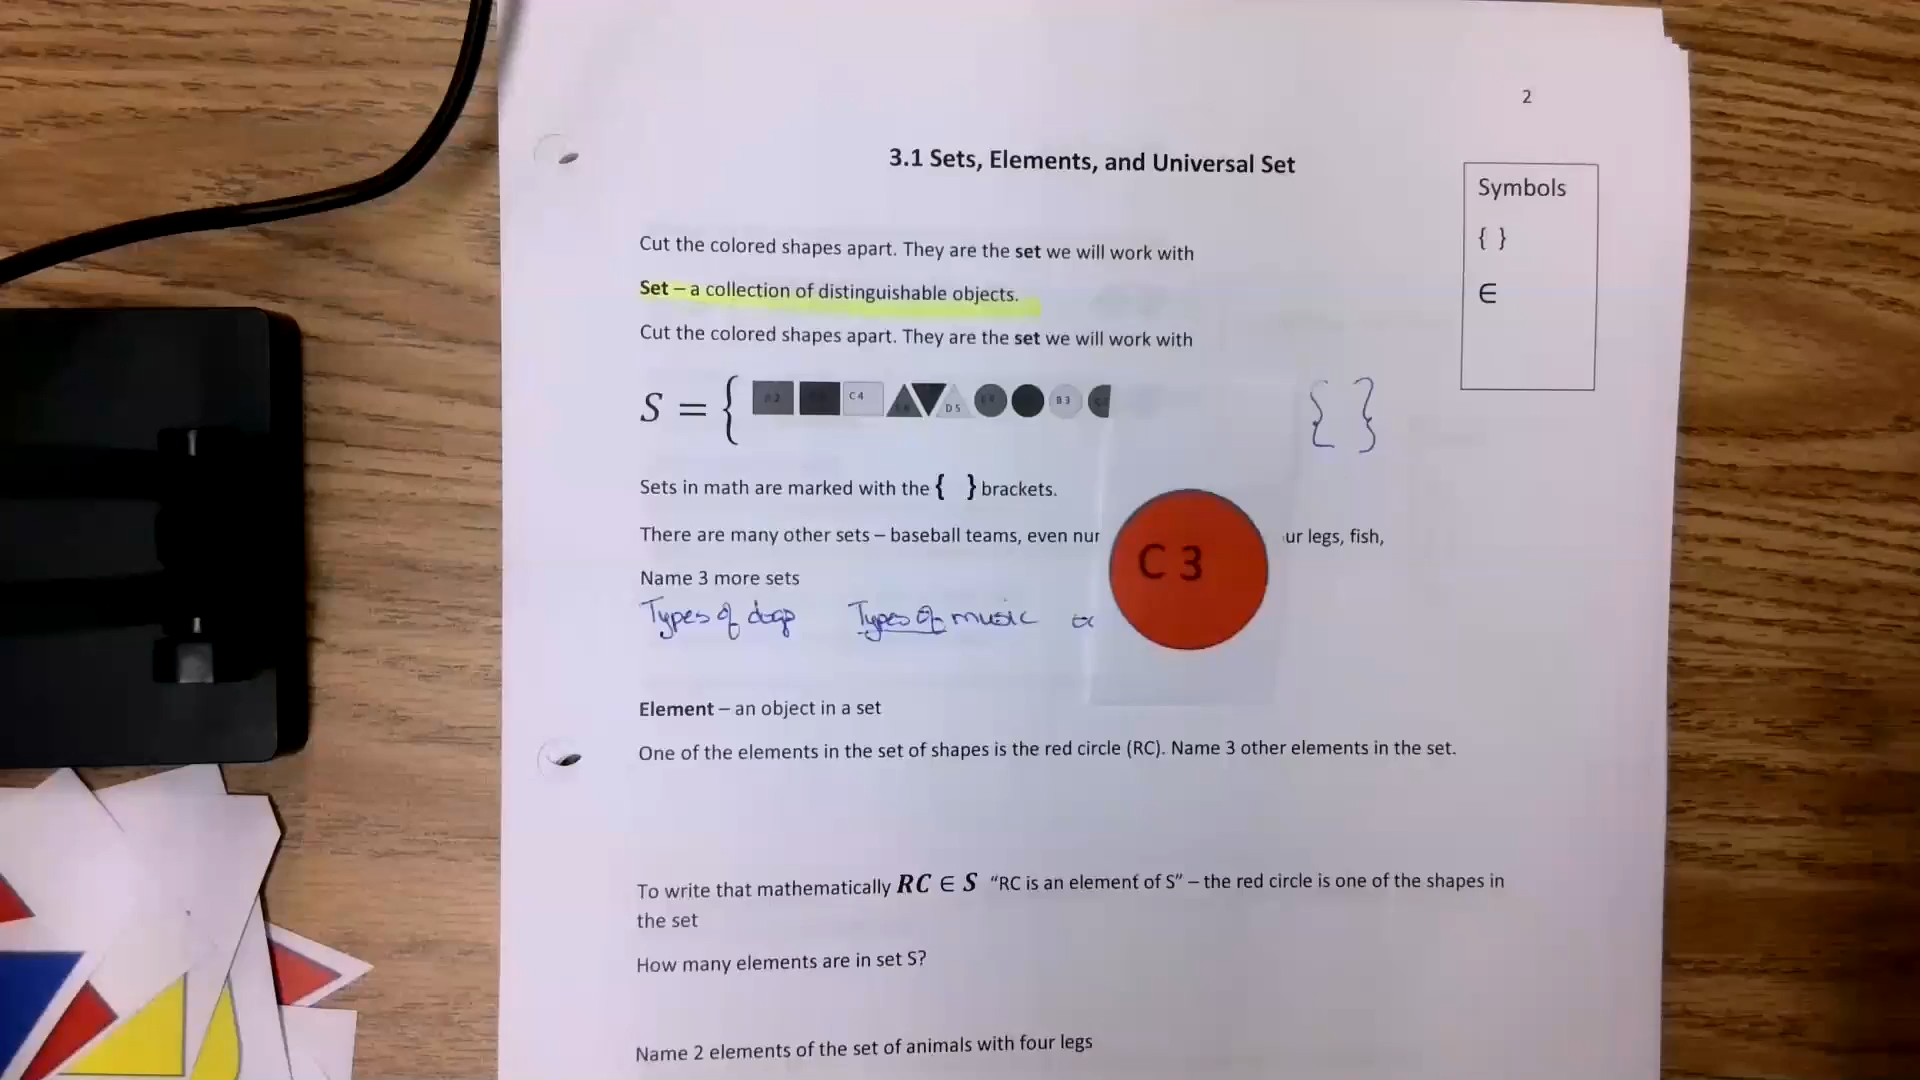 2
3.1 Sets, Elements, and Universal Set
Symbols
{ }
∈
Cut the colored shapes apart. They are the set we will work with
Set – a collection of distinguishable objects.
Cut the colored shapes apart. They are the set we will work with
S = { C 4 D 5 B 3 { }
Sets in math are marked with the { } brackets.
There are many other sets – baseball teams, even nur ur legs, fish,
C 3
Name 3 more sets
Types of dogs Types of music
Element – an object in a set
One of the elements in the set of shapes is the red circle (RC). Name 3 other elements in the set.
To write that mathematically RC ∈ S “RC is an element of S” – the red circle is one of the shapes in
the set
How many elements are in set S?
Name 2 elements of the set of animals with four legs